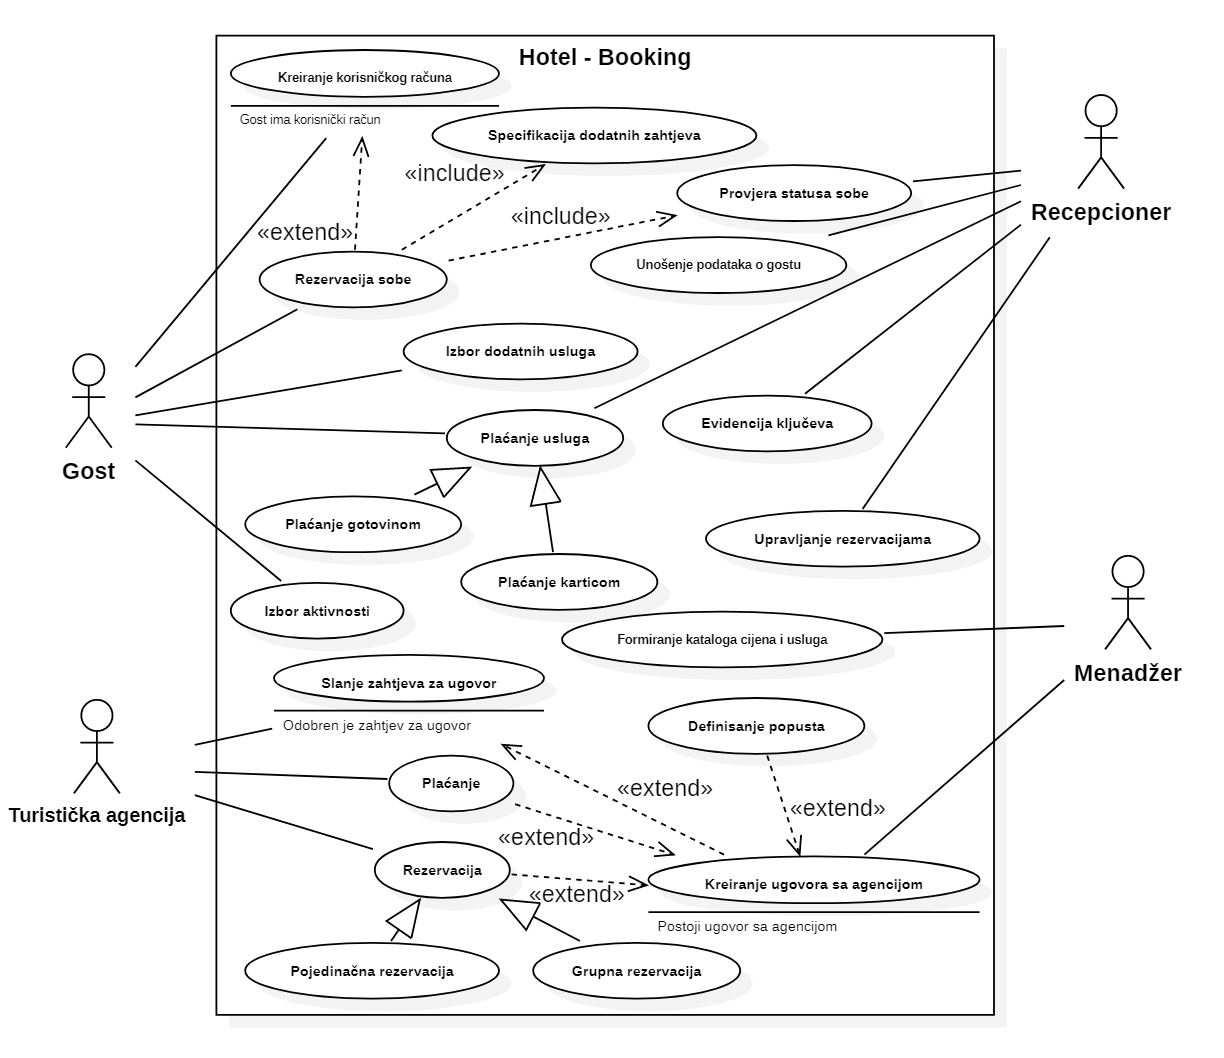 Hotel - Booking
Kreiranje korisničkog računa
Gost ima korisnički račun
Specifikacija dodatnih zahtjeva
«include»
Provjera statusa sobe
Recepcioner
«include»
«extend»
Unošenje podataka o gostu
Rezervacija sobe
Izbor dodatnih usluga
Evidencija ključeva
Plaćanje usluga
Gost
Plaćanje gotovinom
Upravljanje rezervacijama
Plaćanje karticom
Izbor aktivnosti
Formiranje kataloga cijena i usluga
Menadžer
Slanje zahtjeva za ugovor
Odobren je zahtjev za ugovor
Definisanje popusta
Plaćanje
«extend»
«extend»
Turistička agencija
«extend»
Rezervacija
Kreiranje ugovora sa agencijom
«extend»
Postoji ugovor sa agencijom
Pojedinačna rezervacija
Grupna rezervacija